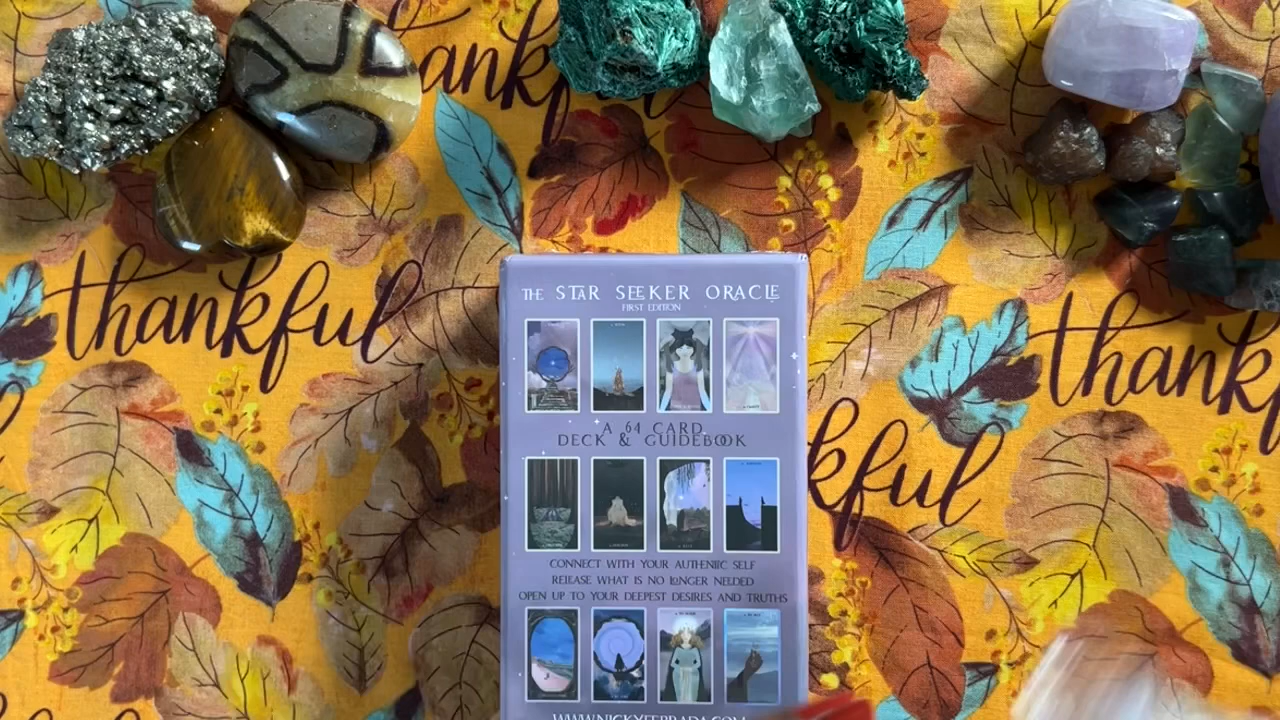 thankful
thankful
thank
kful
THE STAR SEEKER ORACLE
FIRST EDITION
A 64 CARD
DECK & GUIDEBOOK
CONNECT WITH YOUR AUTHENTIC SELF
RELEASE WHAT IS NO LONGER NEEDED
OPEN UP TO YOUR DEEPEST DESIRES AND TRUTHS